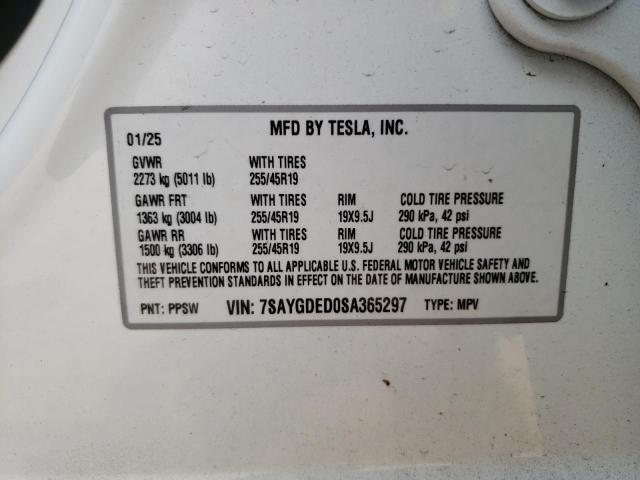 01/25 MFD BY TESLA, INC.
GVWR WITH TIRES
2273 kg (5011 lb) 255/45R19
GAWR FRT WITH TIRES RIM COLD TIRE PRESSURE
1363 kg (3004 lb) 255/45R19 19X9.5J 290 kPa, 42 psi
GAWR RR WITH TIRES RIM COLD TIRE PRESSURE
1500 kg (3306 lb) 255/45R19 19X9.5J 290 kPa, 42 psi
THIS VEHICLE CONFORMS TO ALL APPLICABLE U.S. FEDERAL MOTOR VEHICLE SAFETY AND
THEFT PREVENTION STANDARDS IN EFFECT ON THE DATE OF MANUFACTURE SHOWN ABOVE.
PNT: PPSW VIN: 7SAYGDED0SA365297 TYPE: MPV